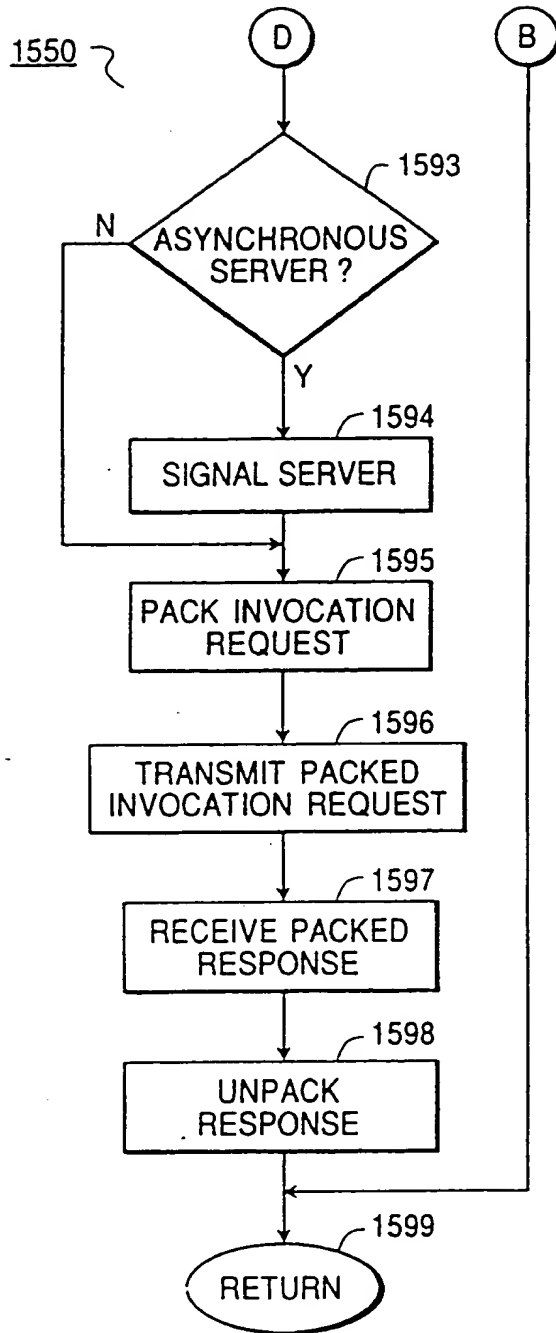 1550
D
B
1593
N
ASYNCHRONOUS
SERVER ?
Y
1594
SIGNAL SERVER
1595
PACK INVOCATION
REQUEST
1596
TRANSMIT PACKED
INVOCATION REQUEST
1597
RECEIVE PACKED
RESPONSE
1598
UNPACK
RESPONSE
1599
RETURN